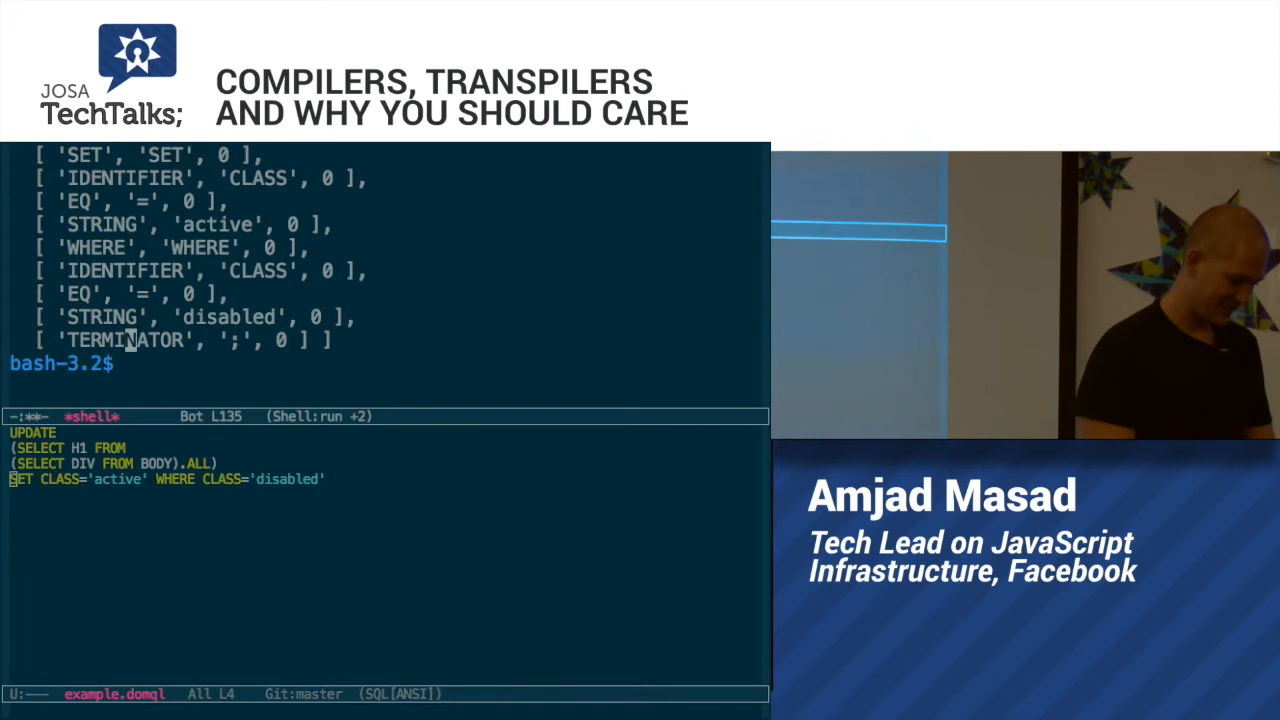 JOSA
TechTalks;
COMPILERS, TRANSPILERS
AND WHY YOU SHOULD CARE
[ 'SET', 'SET', 0 ],
[ 'IDENTIFIER', 'CLASS', 0 ],
[ 'EQ', '=', 0 ],
[ 'STRING', 'active', 0 ],
[ 'WHERE', 'WHERE', 0 ],
[ 'IDENTIFIER', 'CLASS', 0 ],
[ 'EQ', '=', 0 ],
[ 'STRING', 'disabled', 0 ],
[ 'TERMINATOR', ';', 0 ] ]
bash-3.2$
-:**- *shell* Bot L135 (Shell:run +2)
UPDATE
(SELECT H1 FROM
(SELECT DIV FROM BODY).ALL)
SET CLASS='active' WHERE CLASS='disabled'
U:--- example.domql All L4 Git:master (SQL[ANSI])
Amjad Masad
Tech Lead on JavaScript
Infrastructure, Facebook